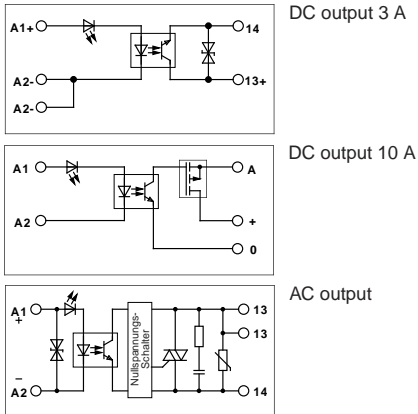 DC output 3 A
A1+
14
A2-
13+
A2-
DC output 10 A
A1
A
A2
+
0
AC output
A1
+
13
13
Nullspannungs-
Schalter
–
A2
14